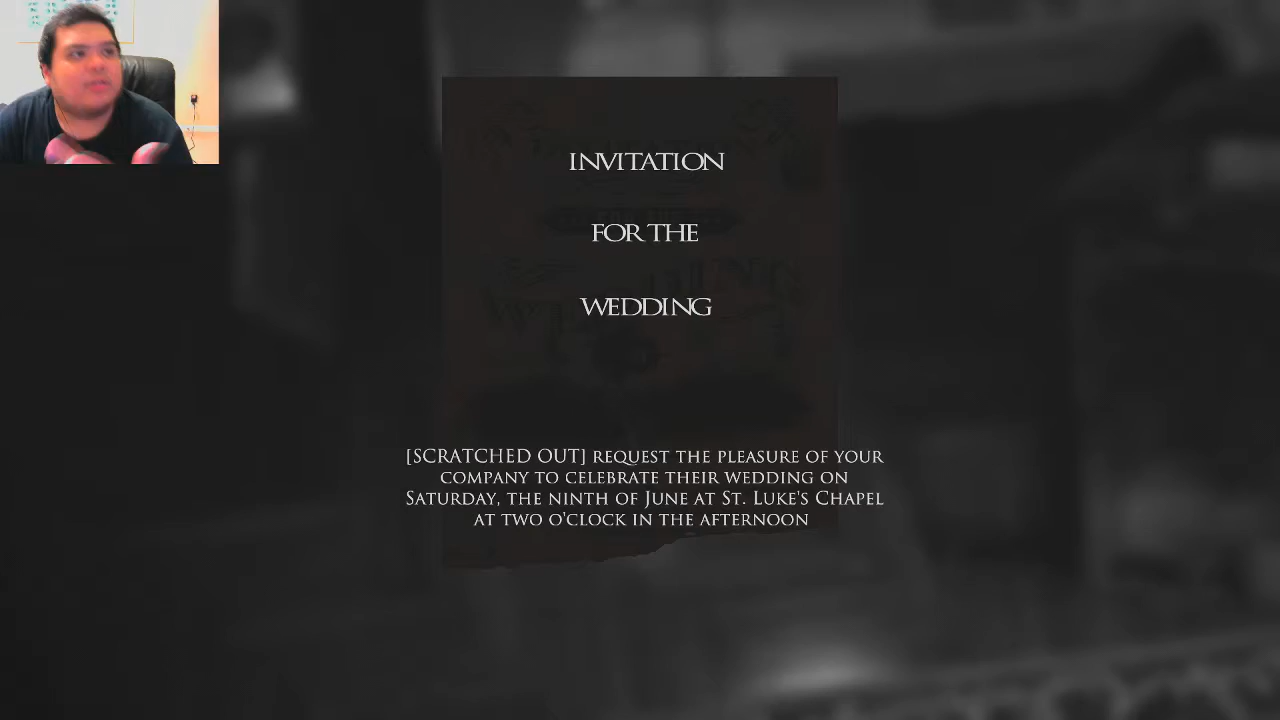 INVITATION
FOR THE
WEDDING
[SCRATCHED OUT] REQUEST THE PLEASURE OF YOUR
COMPANY TO CELEBRATE THEIR WEDDING ON
SATURDAY, THE NINTH OF JUNE AT ST. LUKE'S CHAPEL
AT TWO O'CLOCK IN THE AFTERNOON